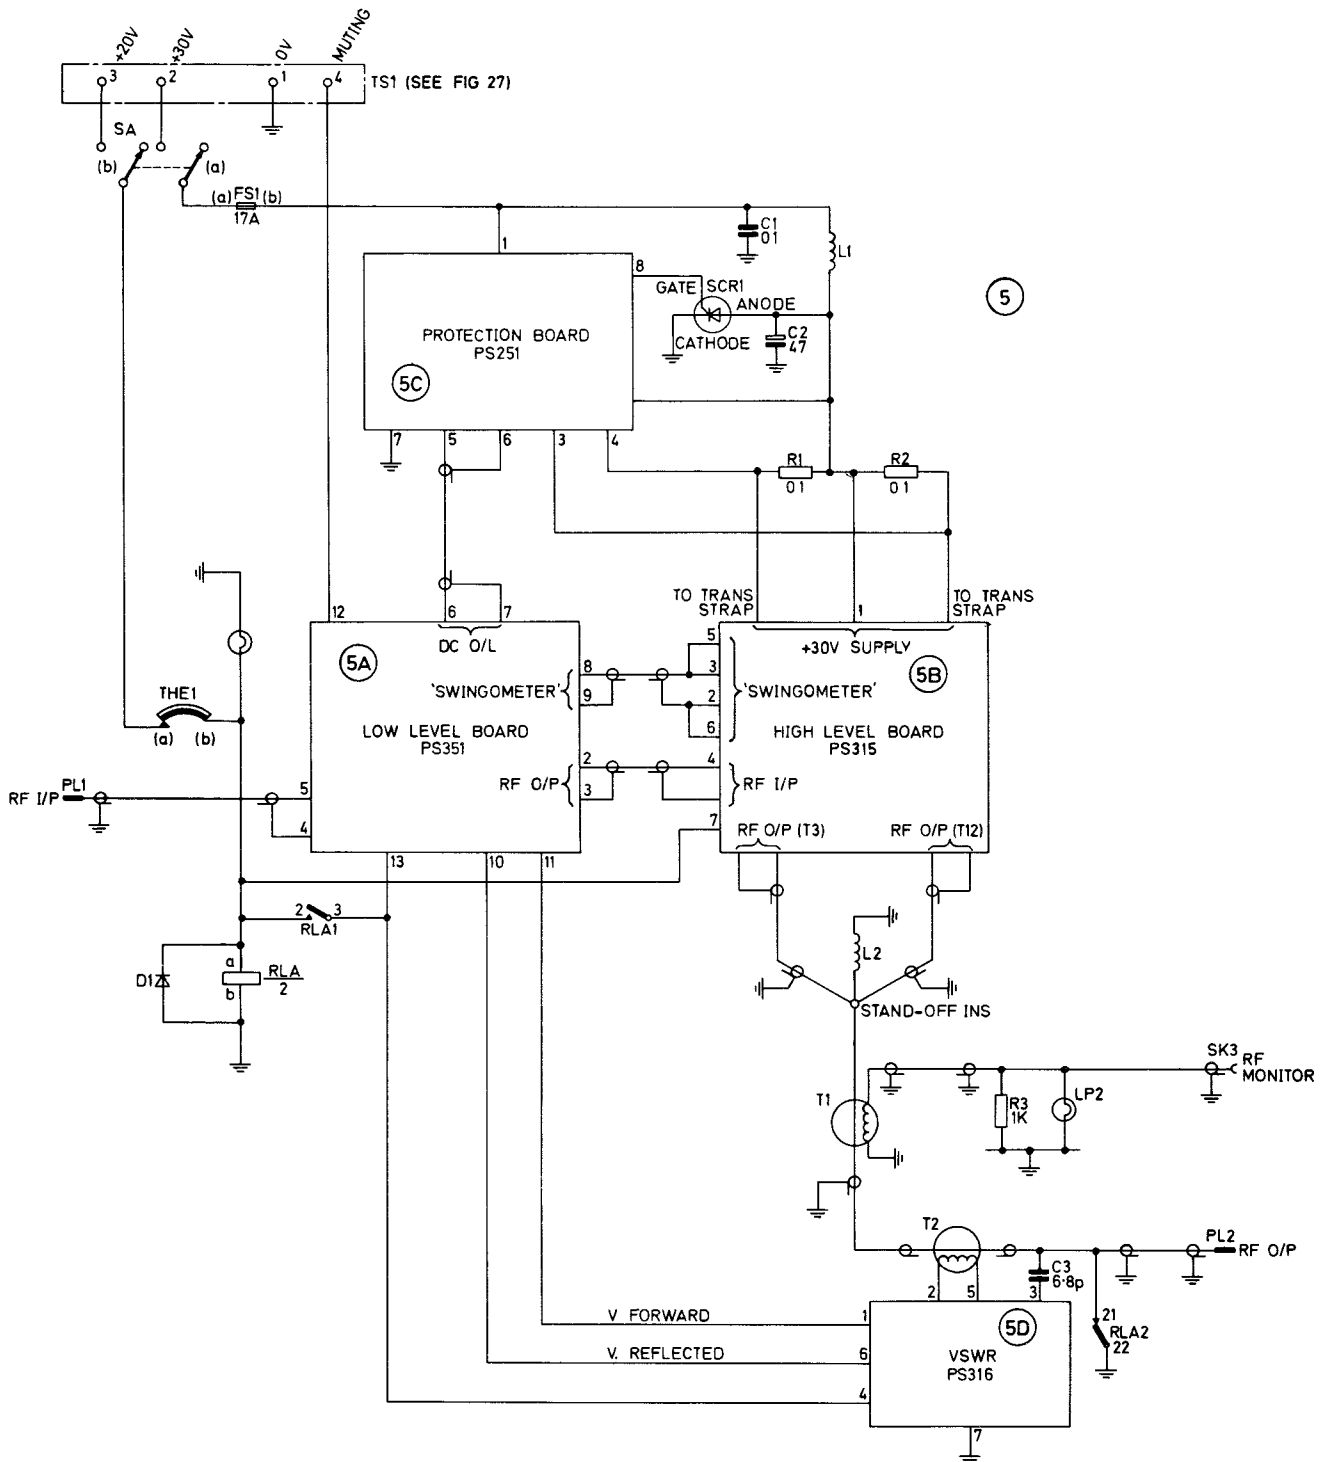 +20V
+30V
0V
MUTING
3
2
1
4
TS1 (SEE FIG 27)
SA
(b)
(a)
(a) FS1 (b)
17A
1
C1
01
L1
8
GATE
SCR1
ANODE
CATHODE
C2
47
5
PROTECTION BOARD
PS251
5C
7
5
6
3
4
R1
01
R2
01
TO TRANS
STRAP
1
TO TRANS
STRAP
12
6
7
DC O/L
+30V SUPPLY
5A
5B
8
9
'SWINGOMETER'
5
3
2
6
'SWINGOMETER'
THE1
(a)
(b)
LOW LEVEL BOARD
PS351
HIGH LEVEL BOARD
PS315
RF O/P
2
3
4
RF I/P
RF I/P
PL1
5
4
7
RF O/P (T3)
RF O/P (T12)
13
10
11
2
3
RLA1
D1
a
b
RLA
2
L2
STAND-OFF INS
SK3
RF
MONITOR
T1
R3
1K
LP2
T2
PL2
RF O/P
C3
6·8p
2
5
3
V FORWARD
1
5D
21
RLA2
22
V. REFLECTED
6
VSWR
PS316
4
7